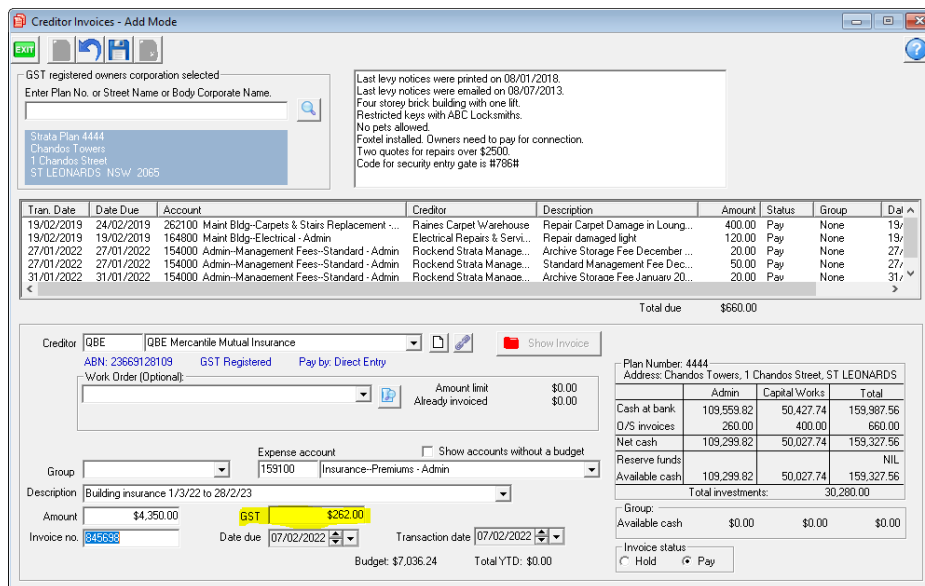 Creditor Invoices - Add Mode
EXIT
GST registered owners corporation selected
Enter Plan No. or Street Name or Body Corporate Name.
Strata Plan 4444
Chandos Towers
1 Chandos Street
ST LEONARDS NSW 2065
Last levy notices were printed on 08/01/2018.
Last levy notices were emailed on 08/07/2013.
Four storey brick building with one lift.
Restricted keys with ABC Locksmiths.
No pets allowed.
Foxtel installed. Owners need to pay for connection.
Two quotes for repairs over $2500.
Code for security entry gate is #786#
Tran. Date Date Due Account Creditor Description Amount Status Group
19/02/2019 24/02/2019 262100 Maint Bldg--Carpets & Stairs Replacement -... Raines Carpet Warehouse Repair Carpet Damage in Loung... 400.00 Pay None 19/
19/02/2019 19/02/2019 164800 Maint Bldg--Electrical - Admin Electrical Repairs & Servi... Repair damaged light 120.00 Pay None 19/
27/01/2022 27/01/2022 154000 Admin--Management Fees--Standard - Admin Rockend Strata Manage... Archive Storage Fee December ... 20.00 Pay None 27/
27/01/2022 27/01/2022 154000 Admin--Management Fees--Standard - Admin Rockend Strata Manage... Standard Management Fee Dec... 50.00 Pay None 27/
31/01/2022 31/01/2022 154000 Admin--Management Fees--Standard - Admin Rockend Strata Manage... Archive Storage Fee January 20... 20.00 Pay None 31/
Total due $660.00
Creditor QBE QBE Mercantile Mutual Insurance Show Invoice
ABN: 23669128109 GST Registered Pay by: Direct Entry
Work Order (Optional):
Amount limit $0.00
Already invoiced $0.00
Expense account Show accounts without a budget
Group 159100 Insurance--Premiums - Admin
Description Building insurance 1/3/22 to 28/2/23
Amount $4,350.00 GST $262.00
Invoice no. 845698 Date due 07/02/2022 Transaction date 07/02/2022
Budget: $7,036.24 Total YTD: $0.00
Plan Number: 4444
Address: Chandos Towers, 1 Chandos Street, ST LEONARDS
Admin Capital Works Total
Cash at bank 109,559.82 50,427.74 159,987.56
O/S invoices 260.00 400.00 660.00
Net cash 109,299.82 50,027.74 159,327.56
Reserve funds NIL
Available cash 109,299.82 50,027.74 159,327.56
Total investments: 30,280.00
Group:
Available cash $0.00 $0.00 $0.00
Invoice status
Hold Pay